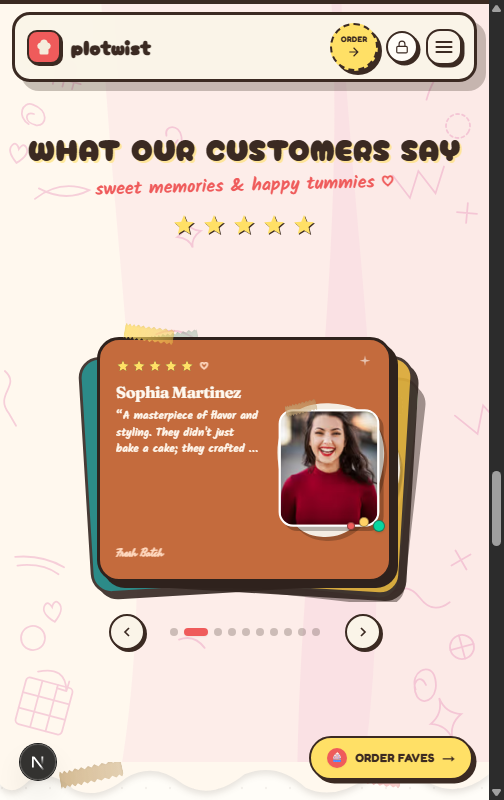 plotwist
ORDER
→
WHAT OUR CUSTOMERS SAY
sweet memories & happy tummies ♡
Sophia Martinez
“A masterpiece of flavor and
styling. They didn't just
bake a cake; they crafted ...
Fresh Batch
N
ORDER FAVES →